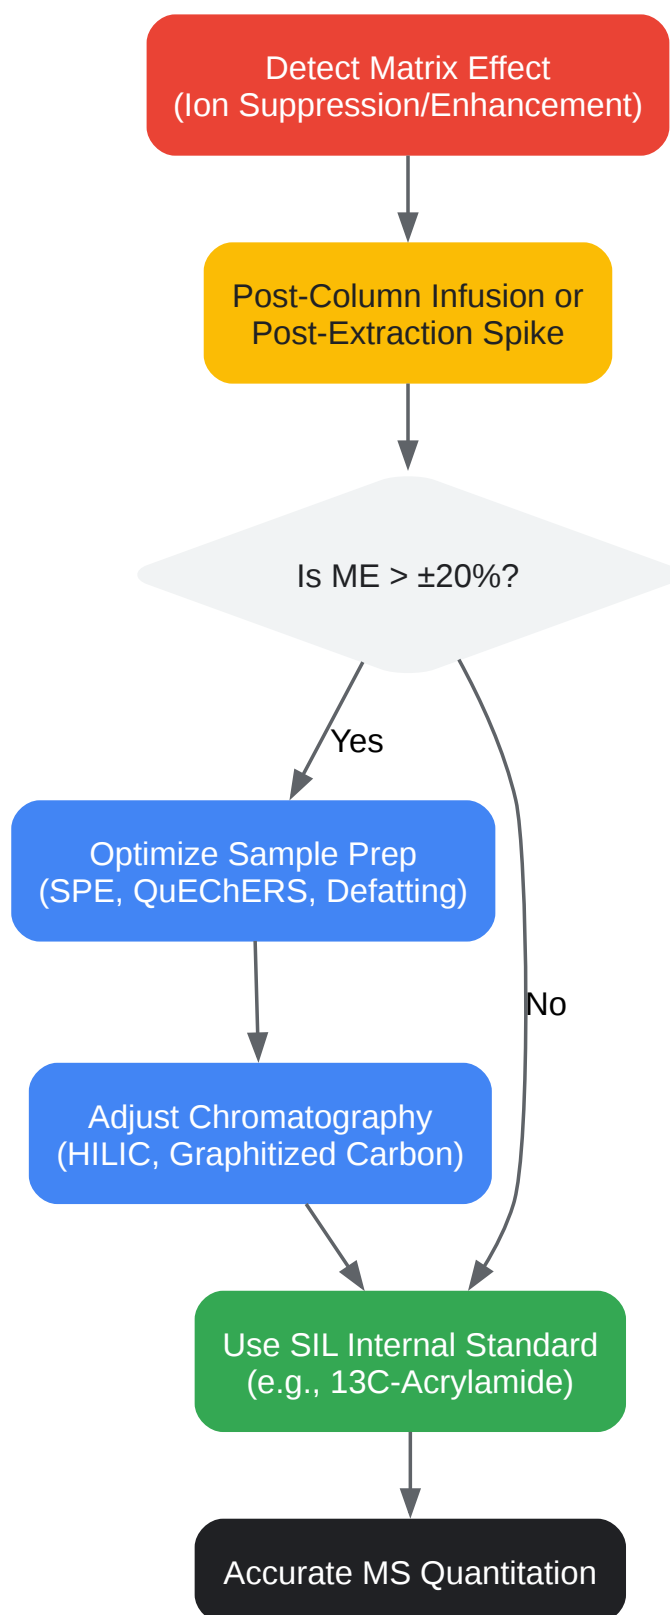 Detect Matrix Effect
(Ion Suppression/Enhancement)
Post-Column Infusion or
Post-Extraction Spike
Is ME > ±20%?
Yes
Optimize Sample Prep
(SPE, QuEChERS, Defatting)
No
Adjust Chromatography
(HILIC, Graphitized Carbon)
Use SIL Internal Standard
(e.g., 13C-Acrylamide)
Accurate MS Quantitation